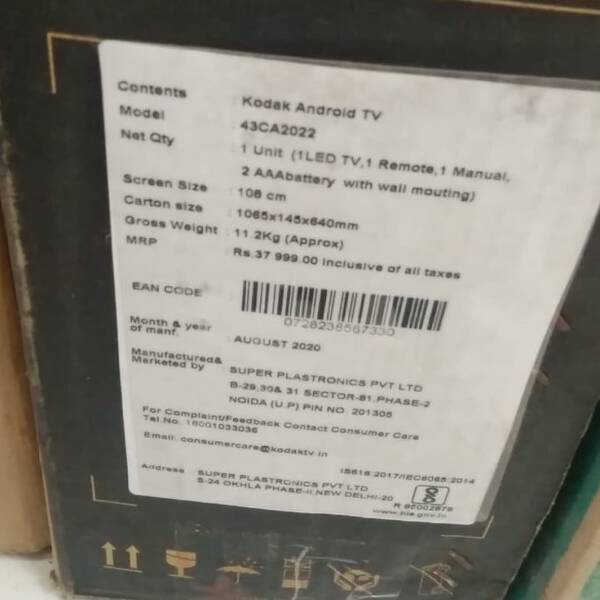 Contents : Kodak Android TV
Model : 43CA2022
Net Qty : 1 Unit (1LED TV,1 Remote,1 Manual,
2 AAAbattery with wall mouting)
Screen Size : 108 cm
Carton size : 1065x145x640mm
Gross Weight : 11.2Kg (Approx)
MRP : Rs.37 999.00 inclusive of all taxes
EAN CODE
0728238567330
Month & year
of manf. : AUGUST 2020
Manufactured&
Marketed by : SUPER PLASTRONICS PVT LTD
B-29,30& 31 SECTOR-81,PHASE-2
NOIDA (U.P) PIN NO. 201305
For Complaint/Feedback Contact Consumer Care
Tel.No. 18001033036
Email: consumercare@kodaktv.in
IS616:2017/IEC6065:2014
Address : SUPER PLASTRONICS PVT LTD
S-24 OKHLA PHASE-II,NEW DELHI-20
www.bis.gov.in